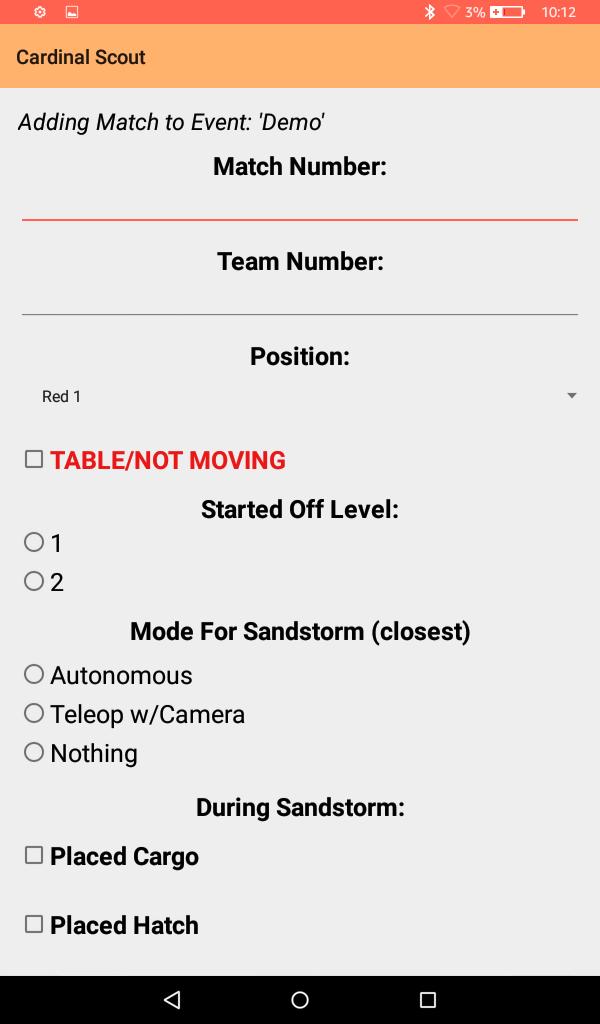 3% 10:12
Cardinal Scout
Adding Match to Event: 'Demo'
Match Number:
Team Number:
Position:
Red 1
TABLE/NOT MOVING
Started Off Level:
1
2
Mode For Sandstorm (closest)
Autonomous
Teleop w/Camera
Nothing
During Sandstorm:
Placed Cargo
Placed Hatch